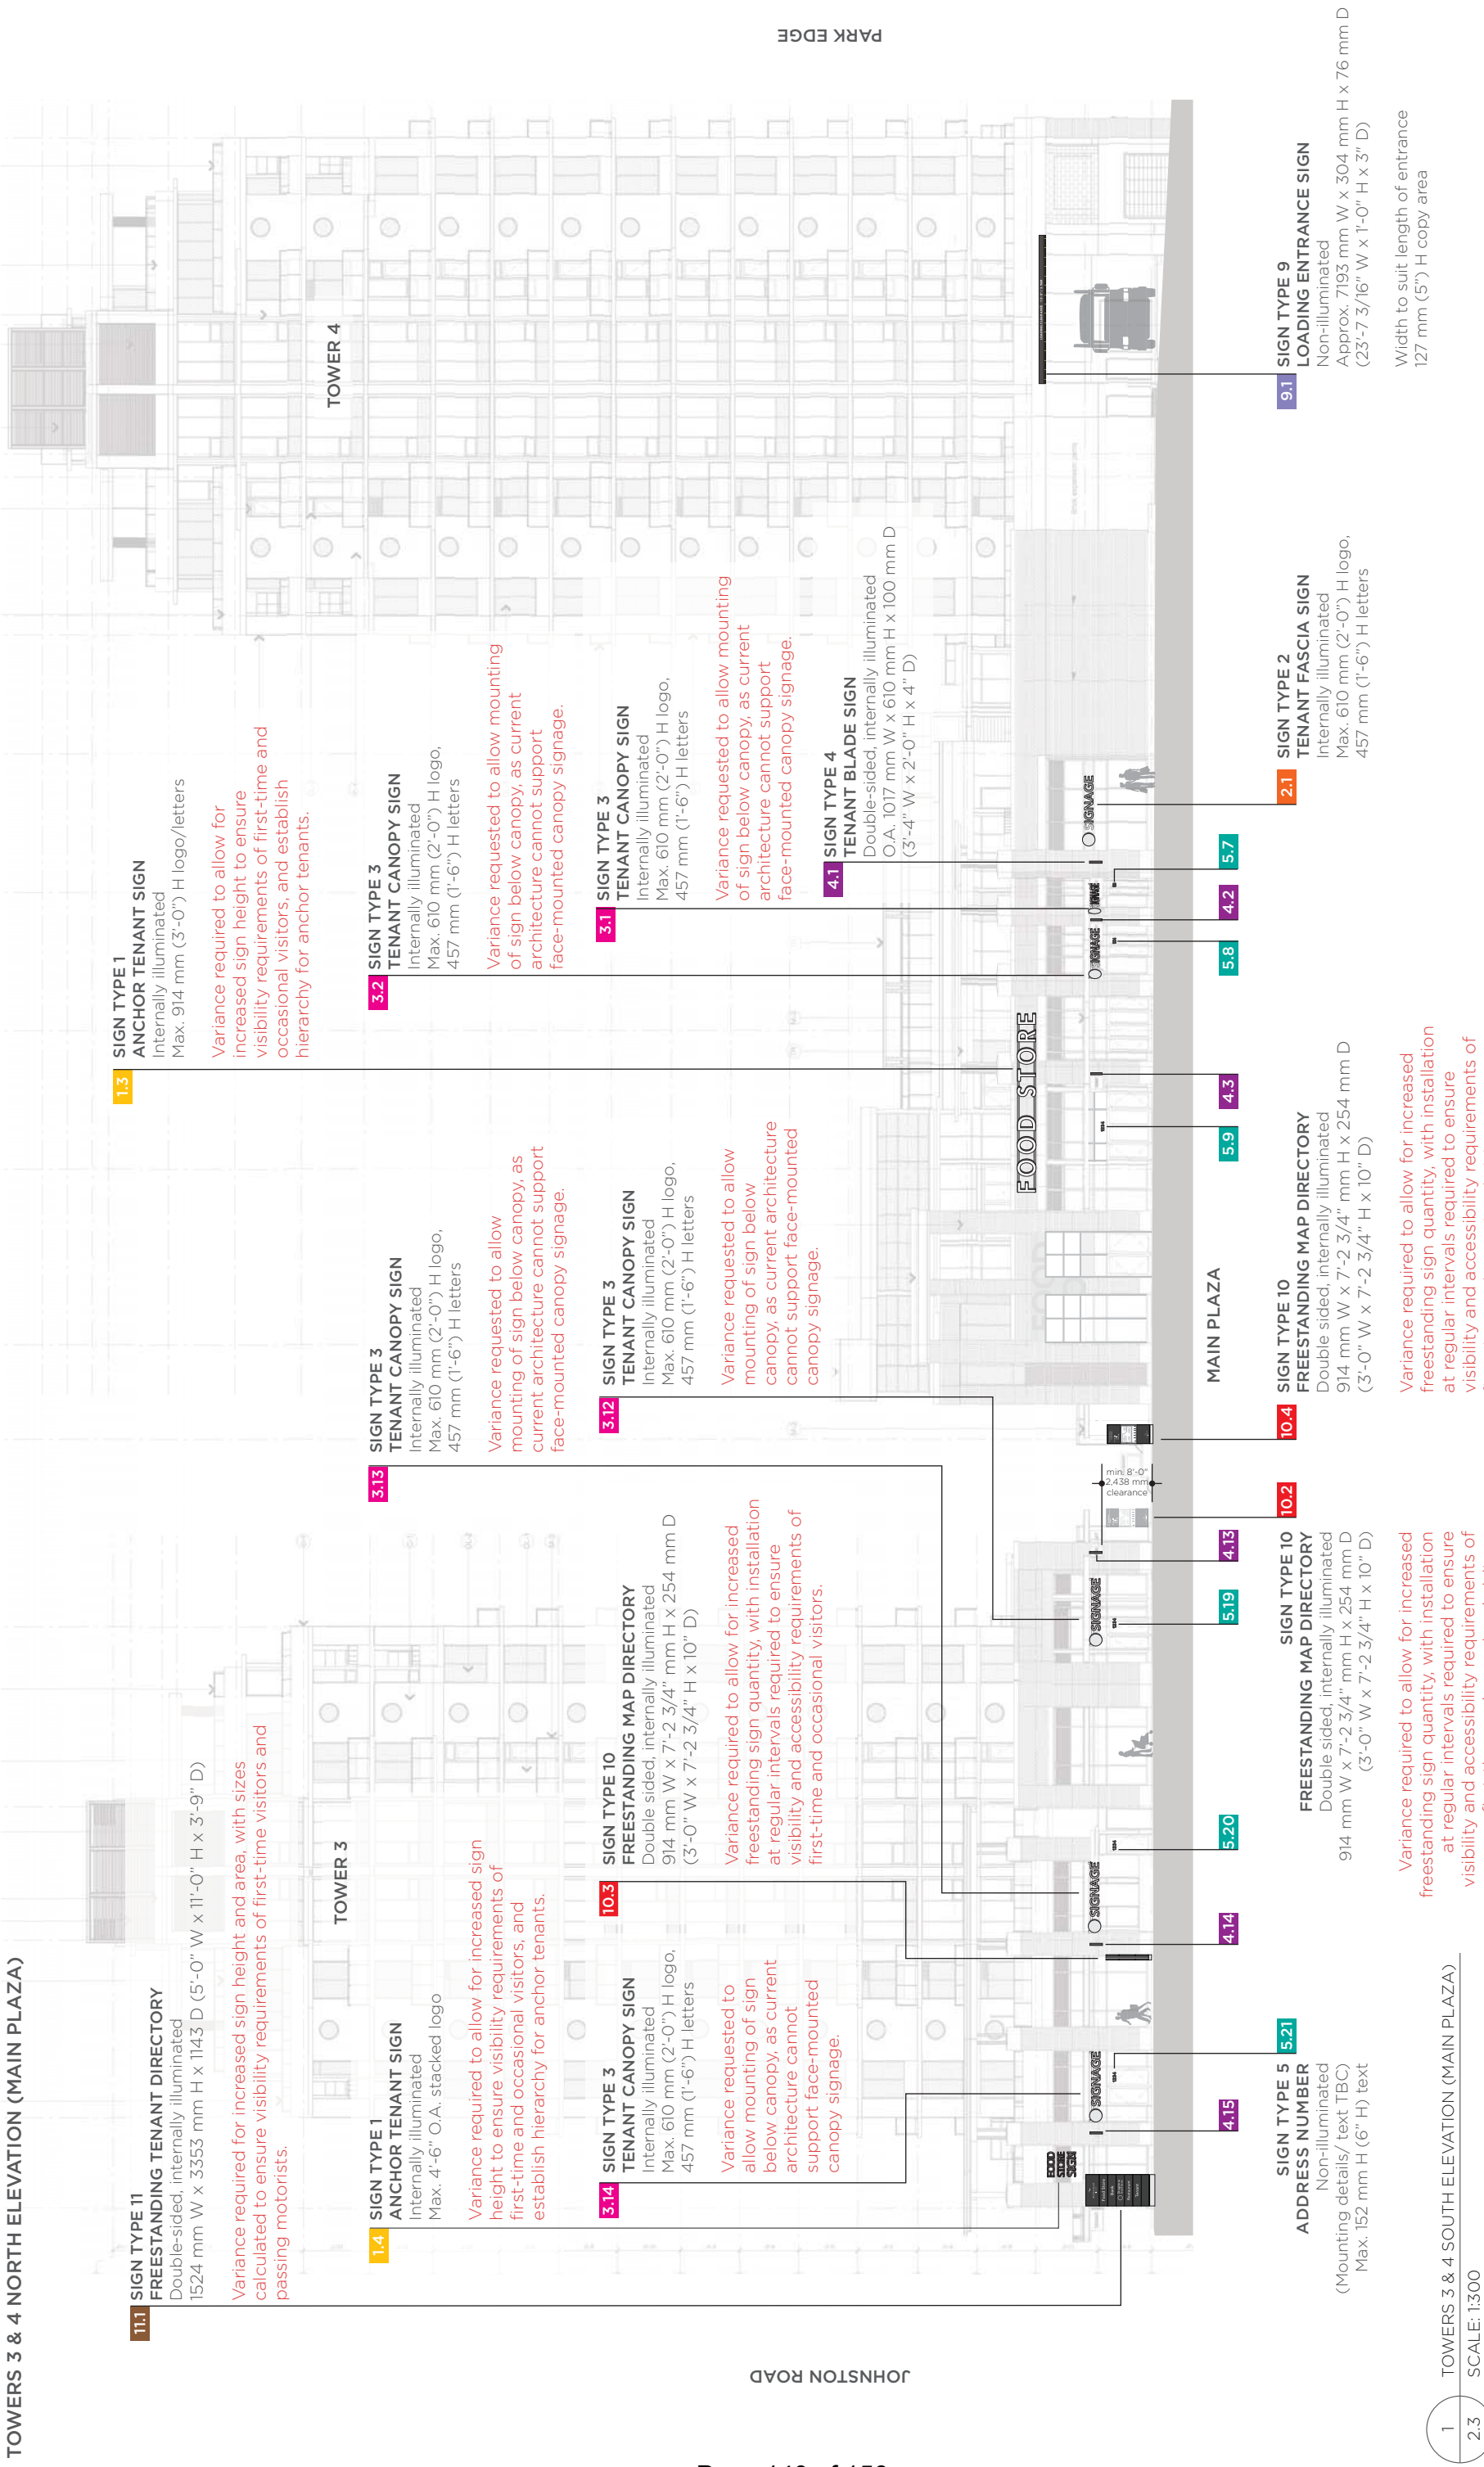 TOWERS 3 & 4 NORTH ELEVATION (MAIN PLAZA)
11.1
SIGN TYPE 11
FREESTANDING TENANT DIRECTORY
Double-sided, internally illuminated
1524 mm W x 3353 mm H x 1143 D (5'-0" W x 11'-0" H x 3'-9" D)
Variance required for increased sign height and area, with sizes
calculated to ensure visibility requirements of first-time visitors and
passing motorists.
1.3
SIGN TYPE 1
ANCHOR TENANT SIGN
Internally illuminated
Max. 914 mm (3'-0") H logo/letters
Variance required to allow for
increased sign height to ensure
visibility requirements of first-time and
occasional visitors, and establish
hierarchy for anchor tenants.
TOWER 3
TOWER 4
1.4
SIGN TYPE 1
ANCHOR TENANT SIGN
Internally illuminated
Max. 4'-6" O.A. stacked logo
Variance required to allow for increased sign
height to ensure visibility requirements of
first-time and occasional visitors, and
establish hierarchy for anchor tenants.
3.13
SIGN TYPE 3
TENANT CANOPY SIGN
Internally illuminated
Max. 610 mm (2'-0") H logo,
457 mm (1'-6") H letters
Variance requested to allow
mounting of sign below canopy, as
current architecture cannot support
face-mounted canopy signage.
3.2
SIGN TYPE 3
TENANT CANOPY SIGN
Internally illuminated
Max. 610 mm (2'-0") H logo,
457 mm (1'-6") H letters
Variance requested to allow mounting
of sign below canopy, as current
architecture cannot support
face-mounted canopy signage.
3.14
SIGN TYPE 3
TENANT CANOPY SIGN
Internally illuminated
Max. 610 mm (2'-0") H logo,
457 mm (1'-6") H letters
Variance requested to
allow mounting of sign
below canopy, as current
architecture cannot
support face-mounted
canopy signage.
10.3
SIGN TYPE 10
FREESTANDING MAP DIRECTORY
Double sided, internally illuminated
914 mm W x 7'-2 3/4" mm H x 254 mm D
(3'-0" W x 7'-2 3/4" H x 10" D)
Variance required to allow for increased
freestanding sign quantity, with installation
at regular intervals required to ensure
visibility and accessibility requirements of
first-time and occasional visitors.
3.12
SIGN TYPE 3
TENANT CANOPY SIGN
Internally illuminated
Max. 610 mm (2'-0") H logo,
457 mm (1'-6") H letters
Variance requested to allow
mounting of sign below
canopy, as current architecture
cannot support face-mounted
canopy signage.
3.1
SIGN TYPE 3
TENANT CANOPY SIGN
Internally illuminated
Max. 610 mm (2'-0") H logo,
457 mm (1'-6") H letters
Variance requested to allow mounting
of sign below canopy, as current
architecture cannot support
face-mounted canopy signage.
4.1
SIGN TYPE 4
TENANT BLADE SIGN
Double-sided, internally illuminated
O.A. 1017 mm W x 610 mm H x 100 mm D
(3'-4" W x 2'-0" H x 4" D)
JOHNSTON ROAD
PARK EDGE
FOOD STORE
FOOD
STORE
SIGN
SIGNAGE
SIGNAGE
SIGNAGE
SIGNAGE
SIGNAGE
1234
1234
1234
1234
min. 8'-0"
2,438 mm
clearance
MAIN PLAZA
4.15
4.14
5.20
5.19
4.13
5.9
4.3
5.8
4.2
5.7
5.21
SIGN TYPE 5
ADDRESS NUMBER
Non-illuminated
(Mounting details/ text TBC)
Max. 152 mm H (6" H) text
10.2
SIGN TYPE 10
FREESTANDING MAP DIRECTORY
Double sided, internally illuminated
914 mm W x 7'-2 3/4" mm H x 254 mm D
(3'-0" W x 7'-2 3/4" H x 10" D)
Variance required to allow for increased
freestanding sign quantity, with installation
at regular intervals required to ensure
visibility and accessibility requirements of
10.4
SIGN TYPE 10
FREESTANDING MAP DIRECTORY
Double sided, internally illuminated
914 mm W x 7'-2 3/4" mm H x 254 mm D
(3'-0" W x 7'-2 3/4" H x 10" D)
Variance required to allow for increased
freestanding sign quantity, with installation
at regular intervals required to ensure
visibility and accessibility requirements of
2.1
SIGN TYPE 2
TENANT FASCIA SIGN
Internally illuminated
Max. 610 mm (2'-0") H logo,
457 mm (1'-6") H letters
9.1
SIGN TYPE 9
LOADING ENTRANCE SIGN
Non-illuminated
Approx. 7193 mm W x 304 mm H x 76 mm D
(23'-7 3/16" W x 1'-0" H x 3" D)
Width to suit length of entrance
127 mm (5") H copy area
1
2.3
TOWERS 3 & 4 SOUTH ELEVATION (MAIN PLAZA)
SCALE: 1:300